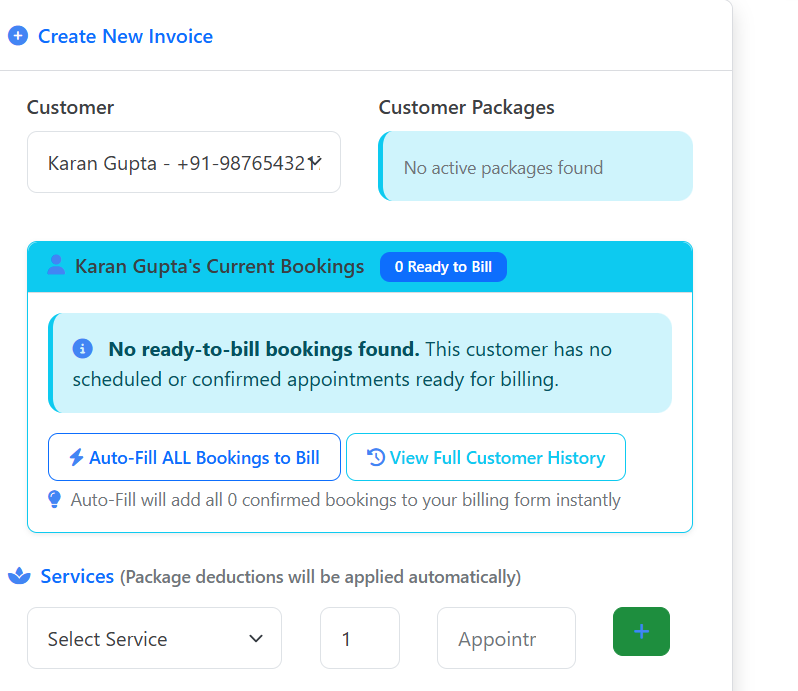 Create New Invoice
Customer Customer Packages
Karan Gupta - +91-987654321
No active packages found
Karan Gupta's Current Bookings 0 Ready to Bill
No ready-to-bill bookings found. This customer has no
scheduled or confirmed appointments ready for billing.
Auto-Fill ALL Bookings to Bill View Full Customer History
Auto-Fill will add all 0 confirmed bookings to your billing form instantly
Services (Package deductions will be applied automatically)
Select Service 1 Appointr